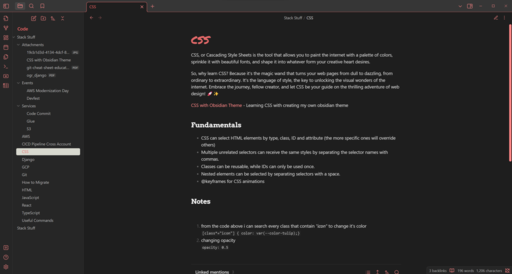 CSS
Stack Stuff / CSS
Code
Stack Stuff
Attachments
CSS with Obsidian Theme
Events
AWS Modernization Day
Devfest
Services
Code Commit
Glue
S3
AWS
CICD Pipeline Cross Accounts
CSS
Django
GCP
Git
How to Migrate
HTML
JavaScript
React
TypeScript
Useful Commands
Stack Stuff
CSS
CSS, or Cascading Style Sheets is the tool that allows you to paint the internet with a palette of colors,
sprinkle it with beautiful fonts, and shape it into whatever form your creative heart desires.
So, why learn CSS? Because it's the magic wand that turns your web pages from dull to dazzling, from
ordinary to extraordinary. It's the language of style, the key to unlocking the visual wonders of the
internet. Embrace the journey, fellow creator, and let CSS be your guide on the thrilling adventure of web
design! 🚀 ✨
CSS with Obsidian Theme - Learning CSS with creating my own obsidian theme
Fundamentals
CSS can select HTML elements by type, class, ID and attribute (the more specific ones will override
others)
Multiple unrelated selectors can receive the same styles by separating the selector names with
commas.
Classes can be reusable, while IDs can only be used once.
Nested elements can be selected by separating selectors with a space.
@keyframes for CSS animations
Notes
from the code above I can search every class that contain "icon" to change it's color
[class*="icon"] { color: var(--color-tulip);}
changing opacity
opacity: 0.5
Linked mentions